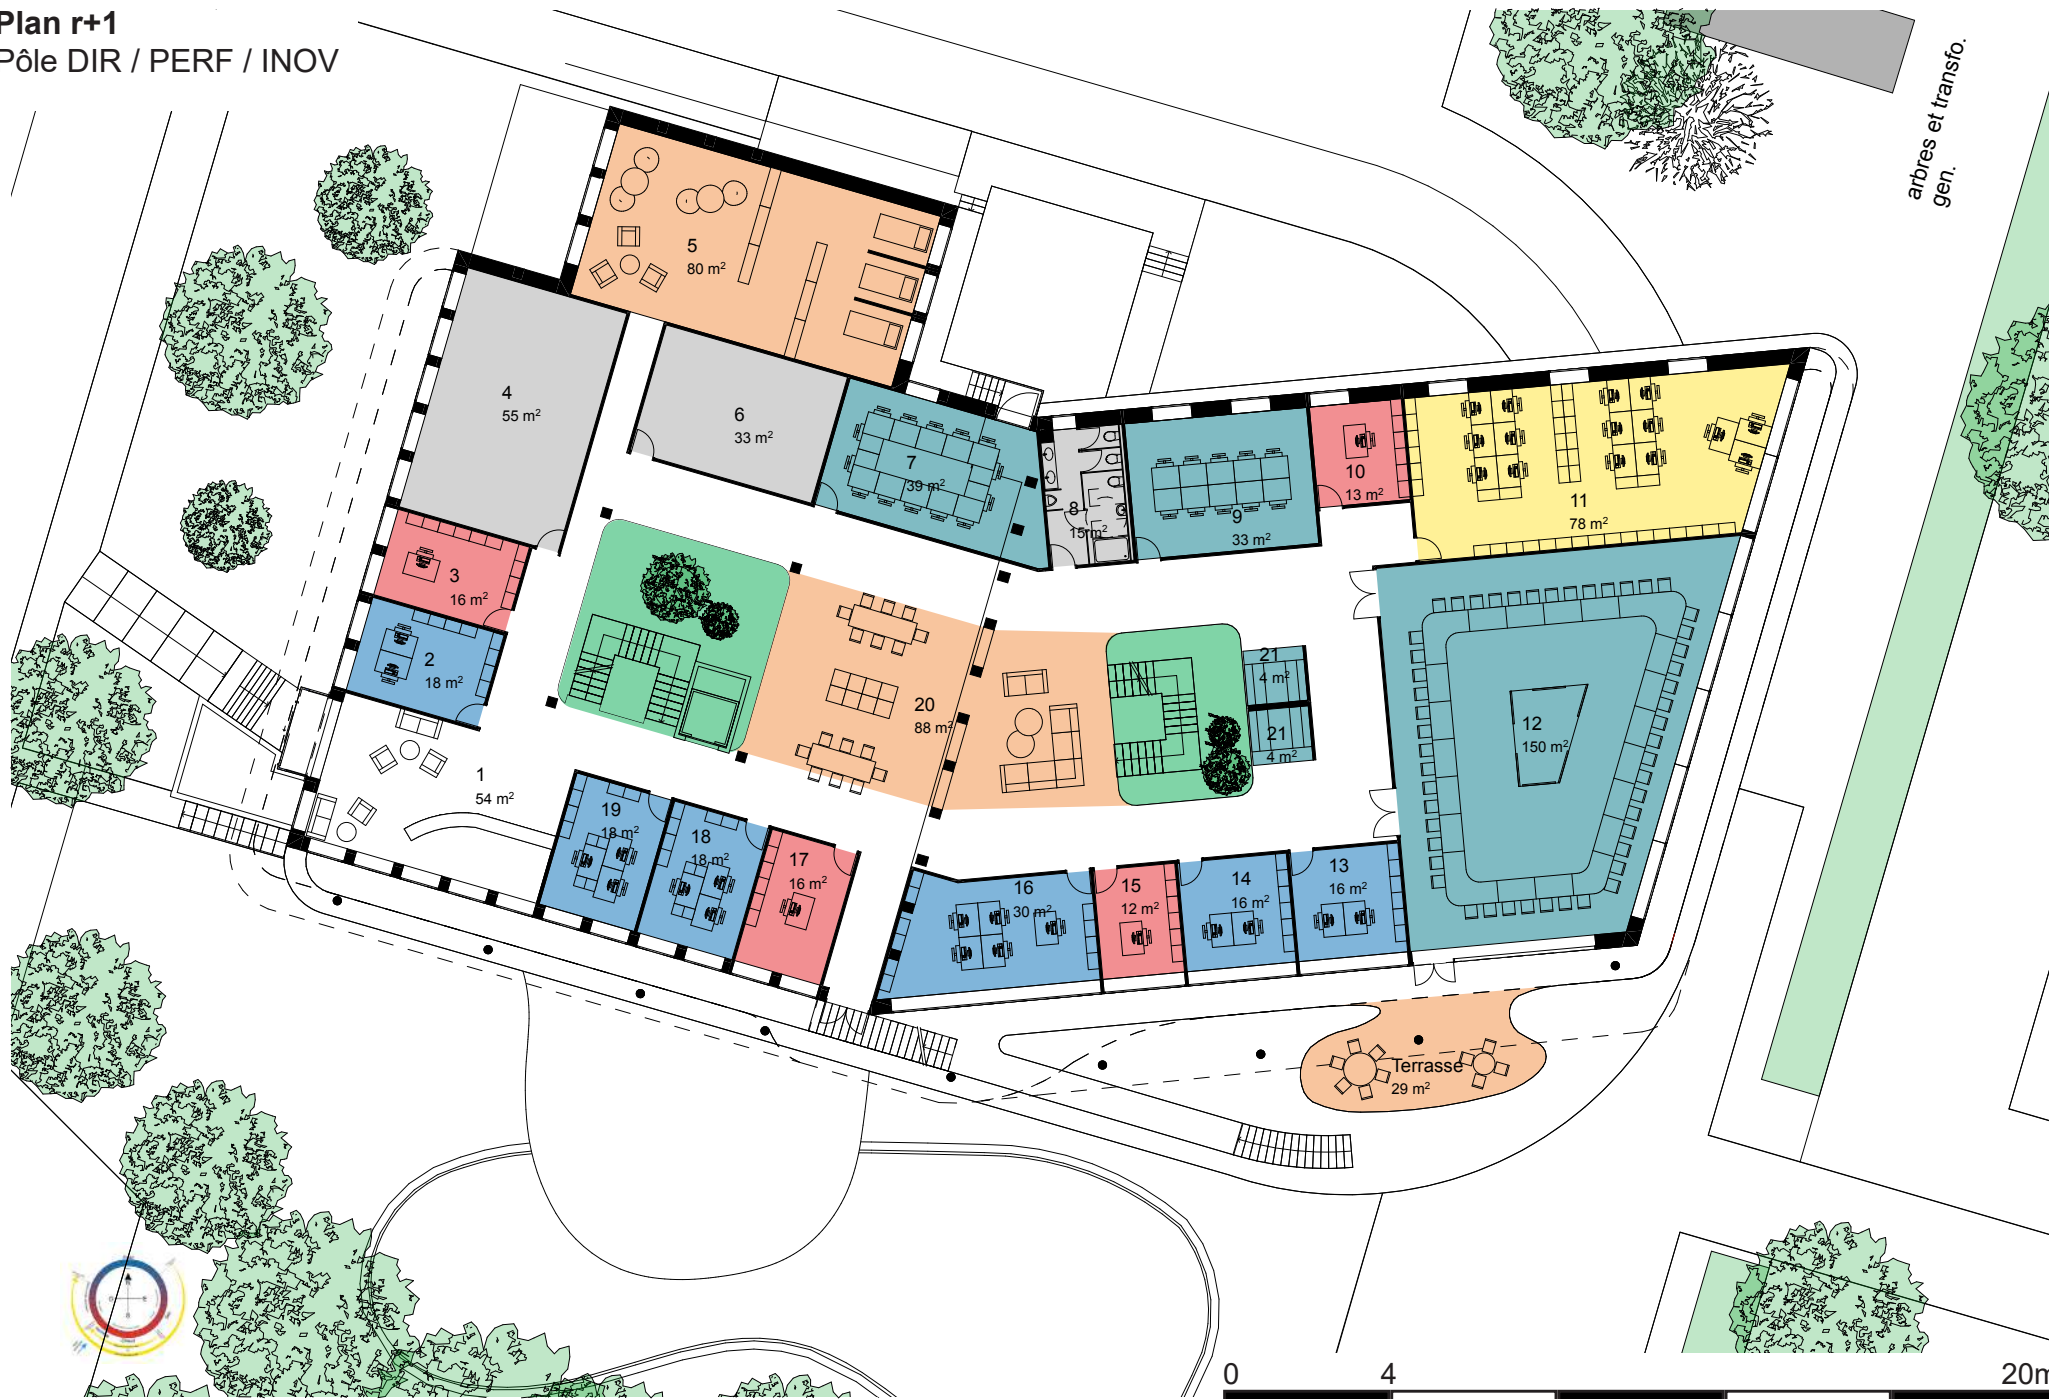 Plan r+1
Pôle DIR / PERF / INOV
arbres et transfo.
gen.
5
80 m²
4
55 m²
6
33 m²
7
39 m²
8
15 m²
9
33 m²
10
13 m²
11
78 m²
3
16 m²
2
18 m²
1
54 m²
20
88 m²
21
4 m²
21
4 m²
12
150 m²
19
18 m²
18
18 m²
17
16 m²
16
30 m²
15
12 m²
14
16 m²
13
16 m²
Terrasse
29 m²
0 4 20m